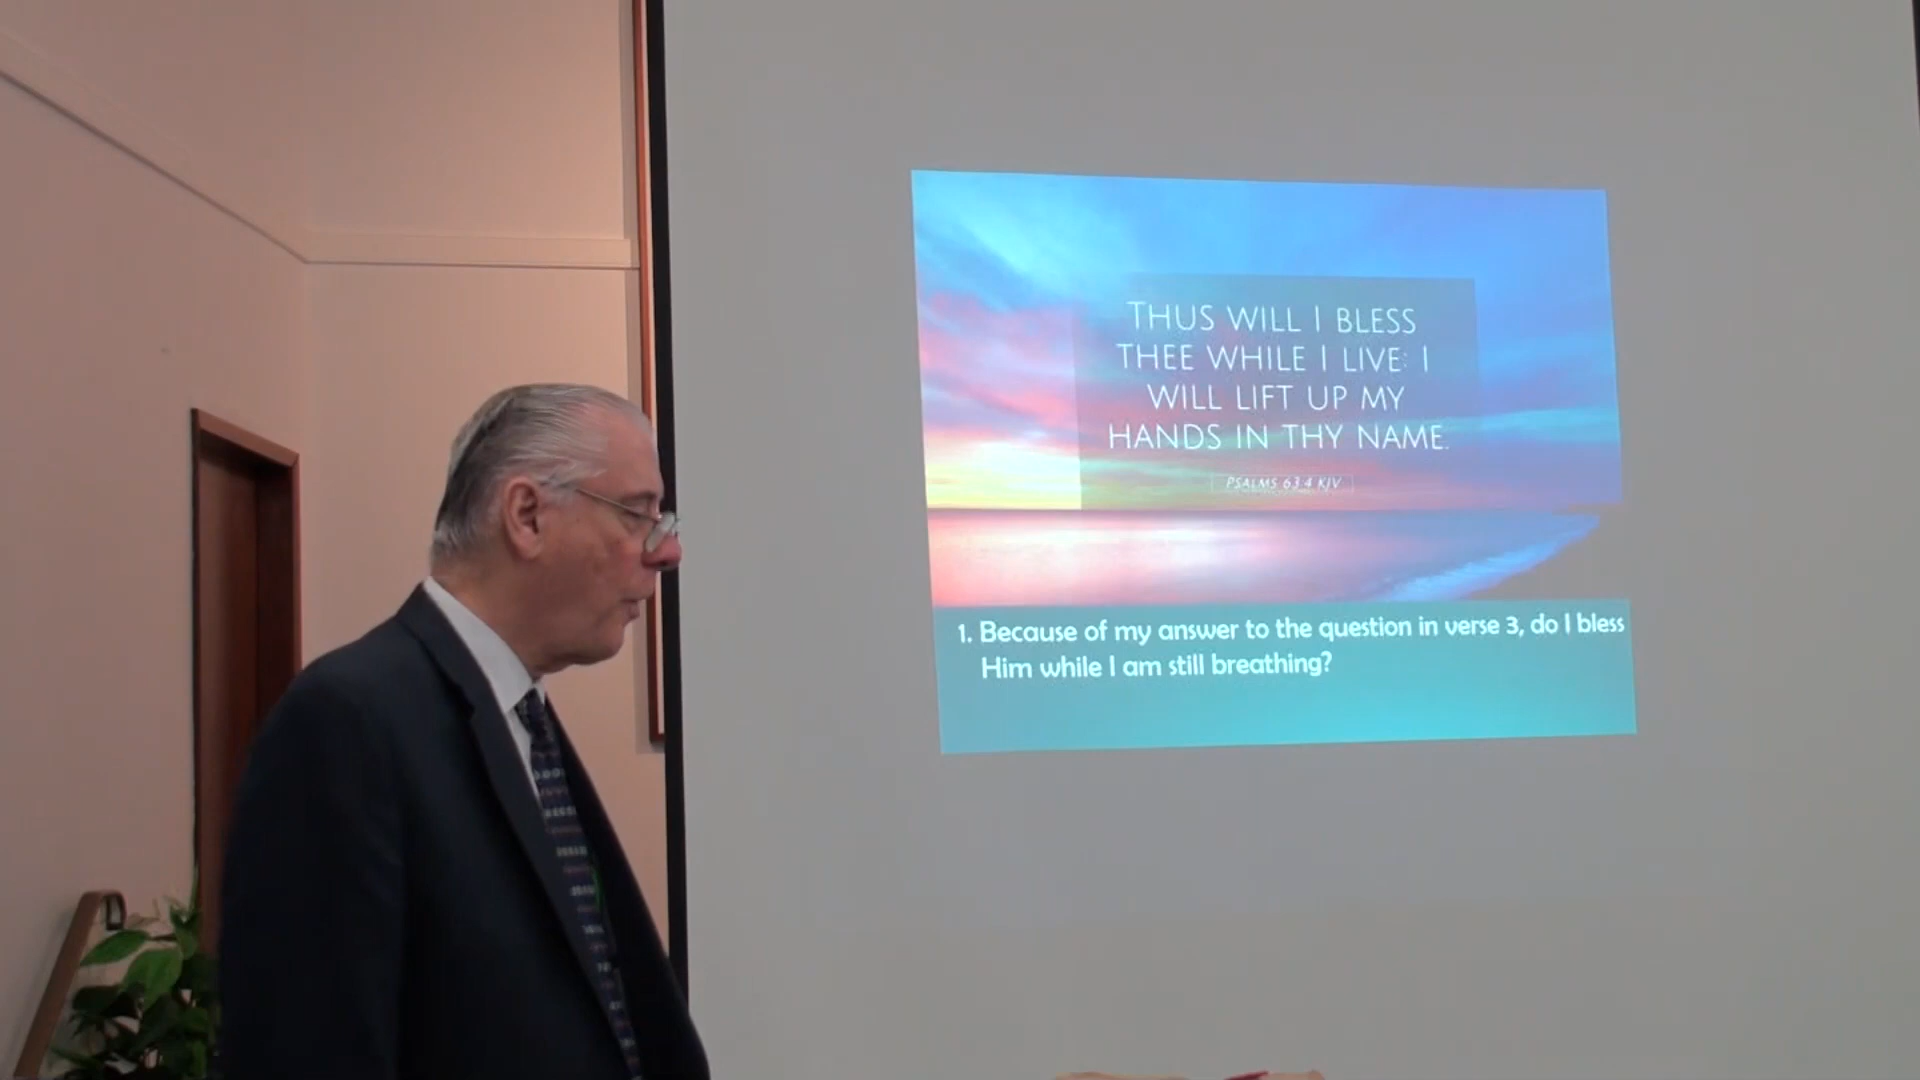 THUS WILL I BLESS
THEE WHILE I LIVE: I
WILL LIFT UP MY
HANDS IN THY NAME.
PSALMS 63:4 KJV
1. Because of my answer to the question in verse 3, do I bless
Him while I am still breathing?